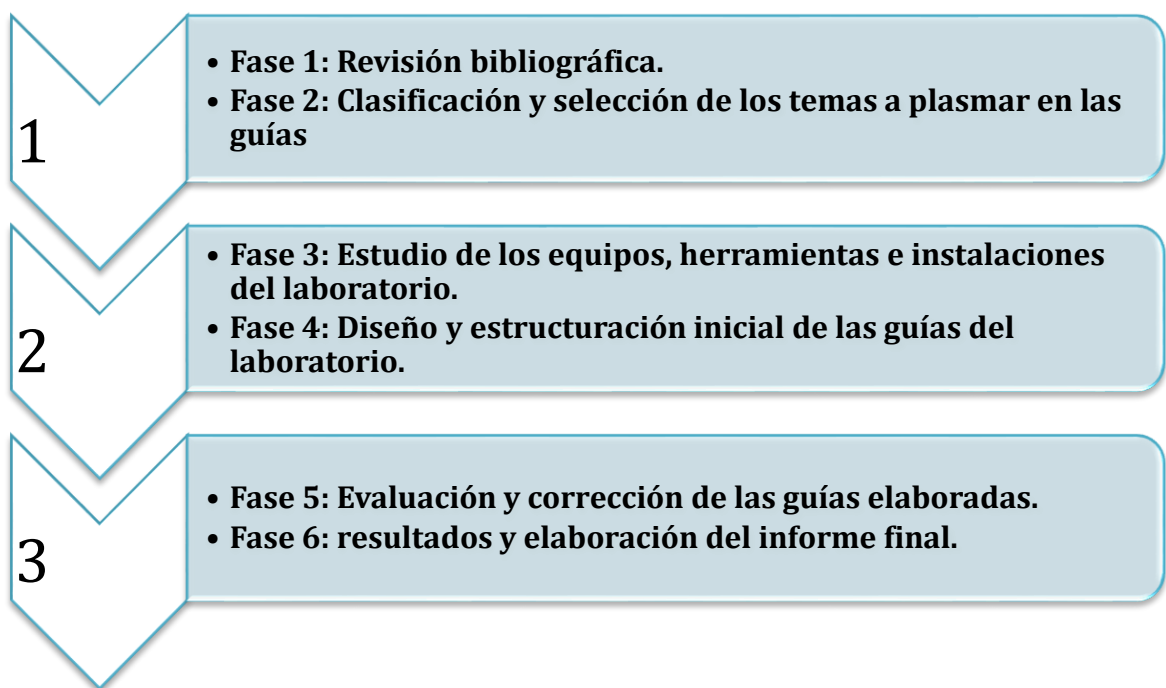 1
• Fase 1: Revisión bibliográfica.
• Fase 2: Clasificación y selección de los temas a plasmar en las
guías
2
• Fase 3: Estudio de los equipos, herramientas e instalaciones
del laboratorio.
• Fase 4: Diseño y estructuración inicial de las guías del
laboratorio.
3
• Fase 5: Evaluación y corrección de las guías elaboradas.
• Fase 6: resultados y elaboración del informe final.